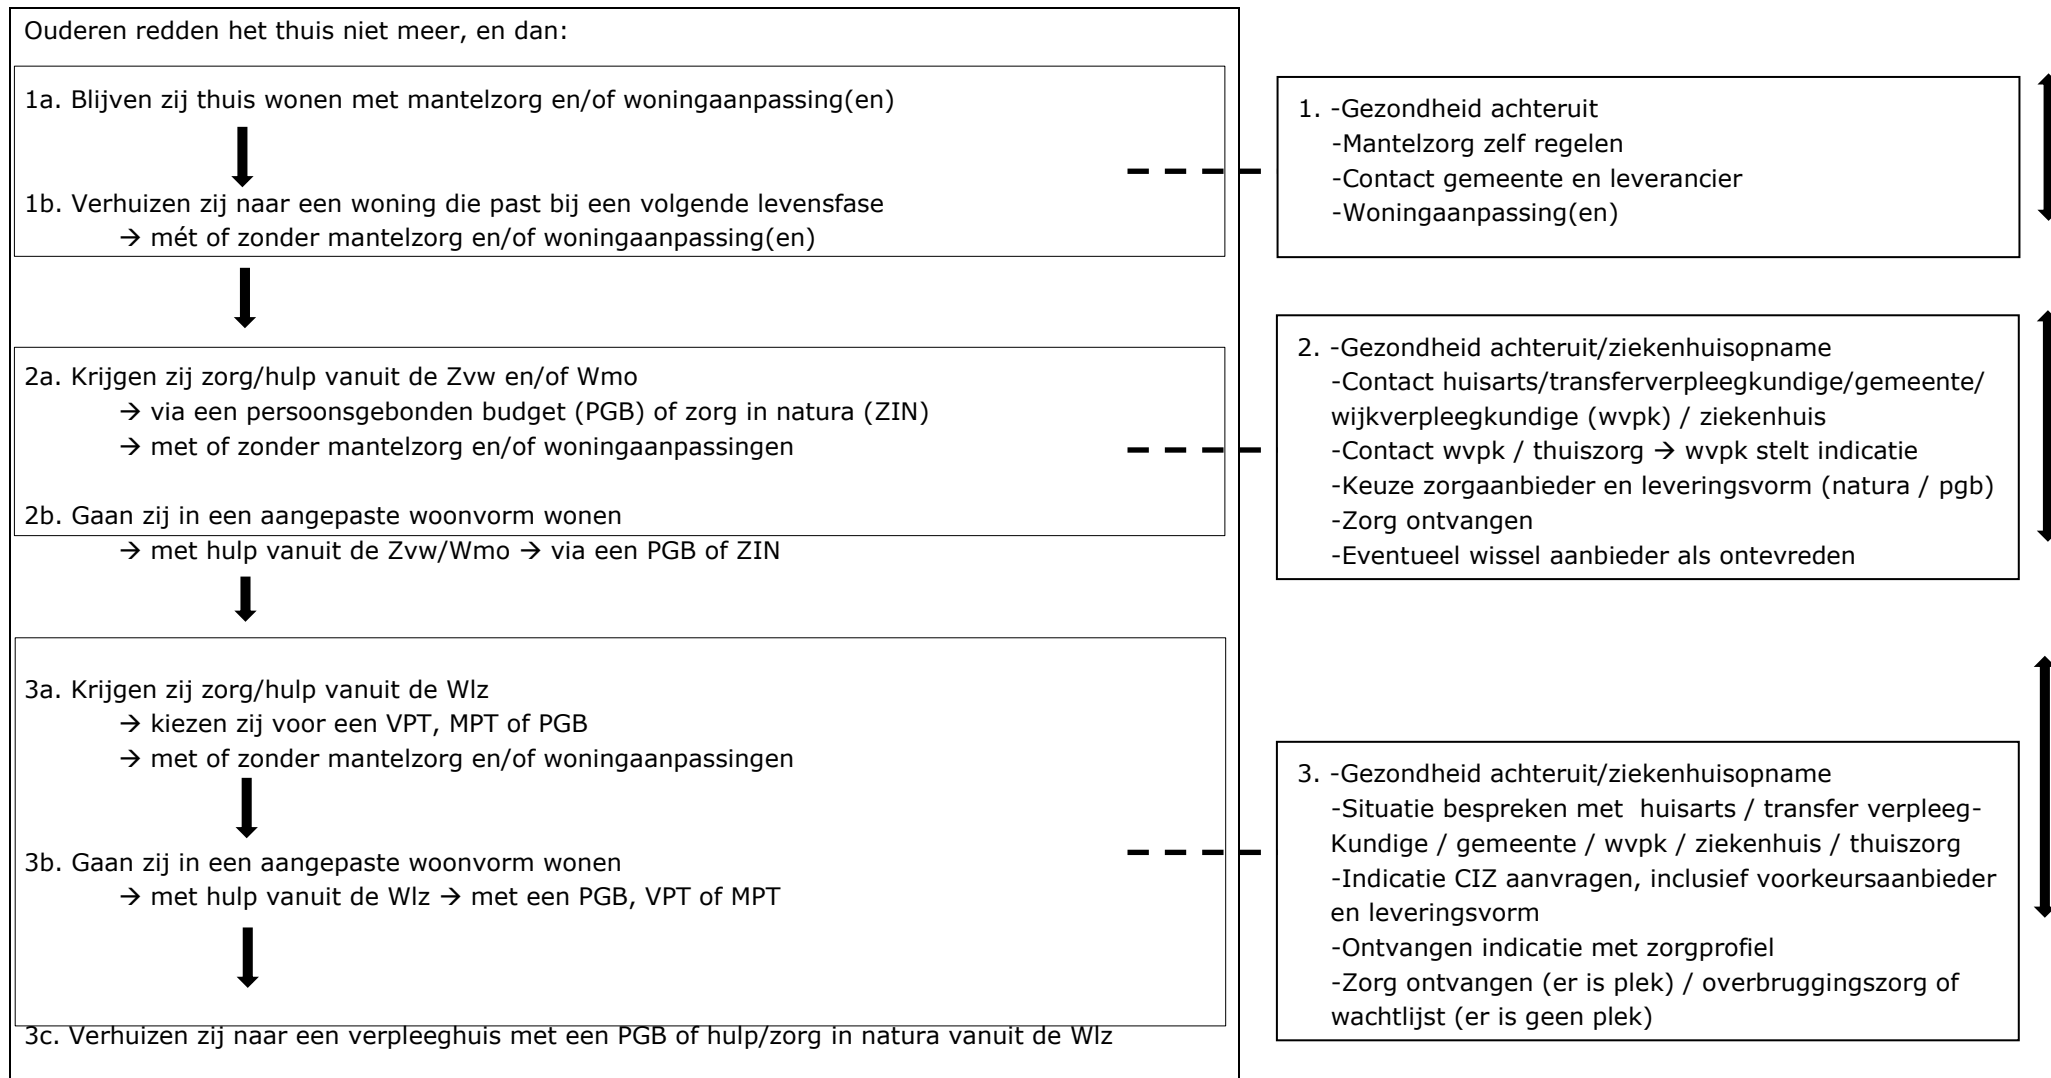 Ouderen redden het thuis niet meer, en dan:
1a. Blijven zij thuis wonen met mantelzorg en/of woningaanpassing(en)
1b. Verhuizen zij naar een woning die past bij een volgende levensfase
→ mét of zonder mantelzorg en/of woningaanpassing(en)
2a. Krijgen zij zorg/hulp vanuit de Zvw en/of Wmo
→ via een persoonsgebonden budget (PGB) of zorg in natura (ZIN)
→ met of zonder mantelzorg en/of woningaanpassingen
2b. Gaan zij in een aangepaste woonvorm wonen
→ met hulp vanuit de Zvw/Wmo → via een PGB of ZIN
3a. Krijgen zij zorg/hulp vanuit de Wlz
→ kiezen zij voor een VPT, MPT of PGB
→ met of zonder mantelzorg en/of woningaanpassingen
3b. Gaan zij in een aangepaste woonvorm wonen
→ met hulp vanuit de Wlz → met een PGB, VPT of MPT
3c. Verhuizen zij naar een verpleeghuis met een PGB of hulp/zorg in natura vanuit de Wlz
1. -Gezondheid achteruit
-Mantelzorg zelf regelen
-Contact gemeente en leverancier
-Woningaanpassing(en)
2. -Gezondheid achteruit/ziekenhuisopname
-Contact huisarts/transferverpleegkundige/gemeente/
wijkverpleegkundige (wvpk) / ziekenhuis
-Contact wvpk / thuiszorg → wvpk stelt indicatie
-Keuze zorgaanbieder en leveringsvorm (natura / pgb)
-Zorg ontvangen
-Eventueel wissel aanbieder als ontevreden
3. -Gezondheid achteruit/ziekenhuisopname
-Situatie bespreken met  huisarts / transfer verpleeg-
Kundige / gemeente / wvpk / ziekenhuis / thuiszorg
-Indicatie CIZ aanvragen, inclusief voorkeursaanbieder
en leveringsvorm
-Ontvangen indicatie met zorgprofiel
-Zorg ontvangen (er is plek) / overbruggingszorg of
wachtlijst (er is geen plek)